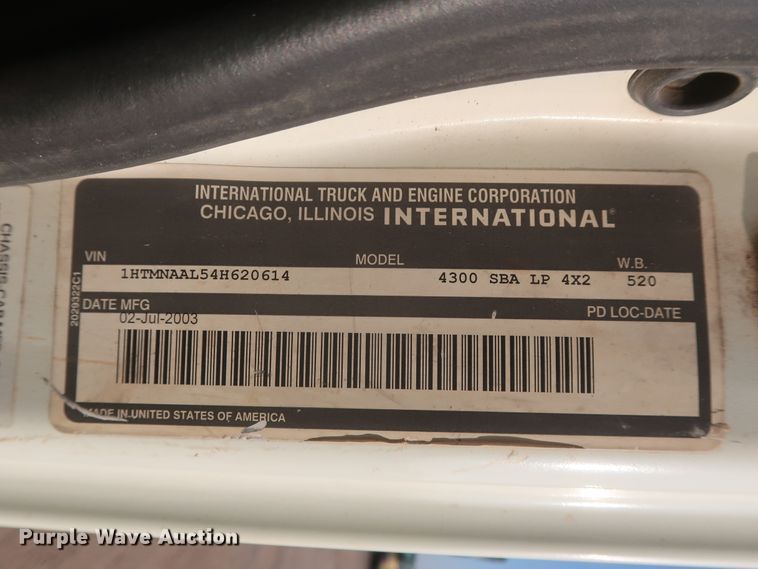 INTERNATIONAL TRUCK AND ENGINE CORPORATION
CHICAGO, ILLINOIS INTERNATIONAL®
VIN MODEL W.B.
1HTMNAAL54H620614 4300 SBA LP 4X2 520
DATE MFG PD LOC-DATE
02-Jul-2003
MADE IN UNITED STATES OF AMERICA
2029322C1
Purple Wave Auction